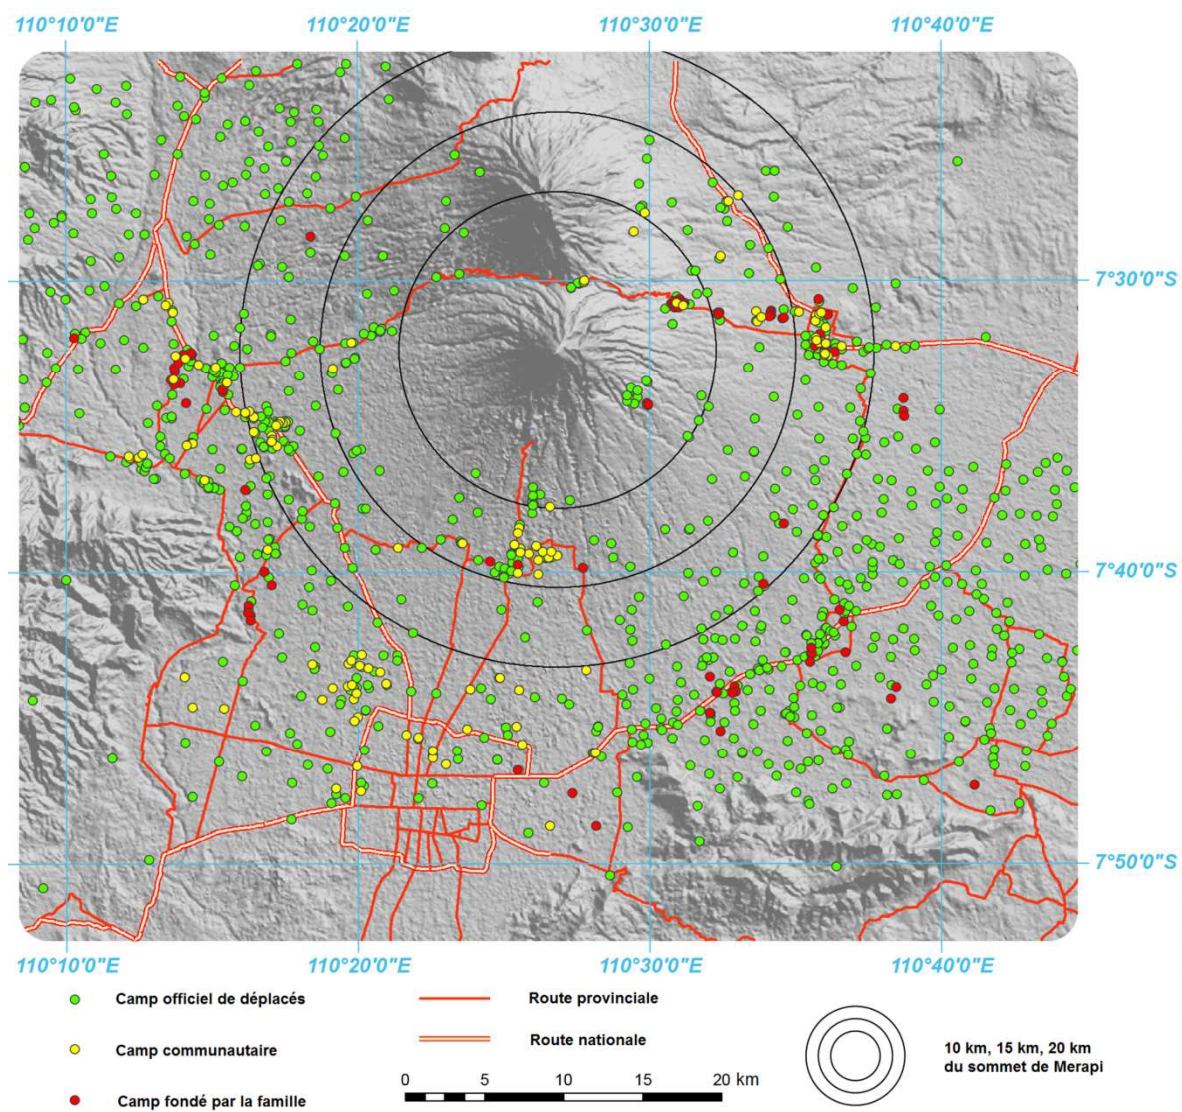 110°10'0"E 110°20'0"E 110°30'0"E 110°40'0"E
7°30'0"S
7°40'0"S
7°50'0"S
110°10'0"E 110°20'0"E 110°30'0"E 110°40'0"E
Camp officiel de déplacés
Route provinciale
Camp communautaire
Route nationale
10 km, 15 km, 20 km
du sommet de Merapi
0 5 10 15 20 km
Camp fondé par la famille